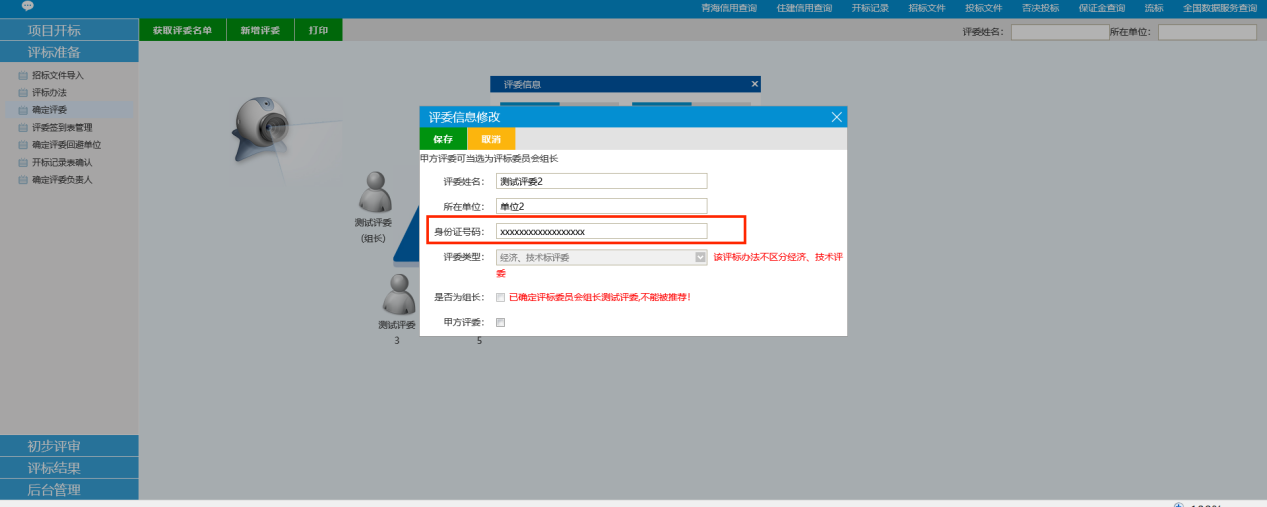 青海信用查询 住建信用查询 开标记录 招标文件 投标文件 否决投标 保证金查询 流标 全国数据服务查询
项目开标
获取评委名单 新增评委 打印
评委姓名： 所在单位：
评标准备
招标文件导入
评标办法
确定评委
评委签到表管理
确定评委回避单位
开标记录表确认
确定评委负责人
评委信息
评委信息修改
保存 取消
甲方评委可当选为评标委员会组长
评委姓名： 测试评委2
所在单位： 单位2
身份证号码： xxxxxxxxxxxxxxxxxx
评委类型： 经济、技术标评委 该评标办法不区分经济、技术评
委
是否为组长： 已确定评标委员会组长测试评委,不能被推荐！
甲方评委：
测试评委
(组长)
测试评委
3
5
初步评审
评标结果
后台管理